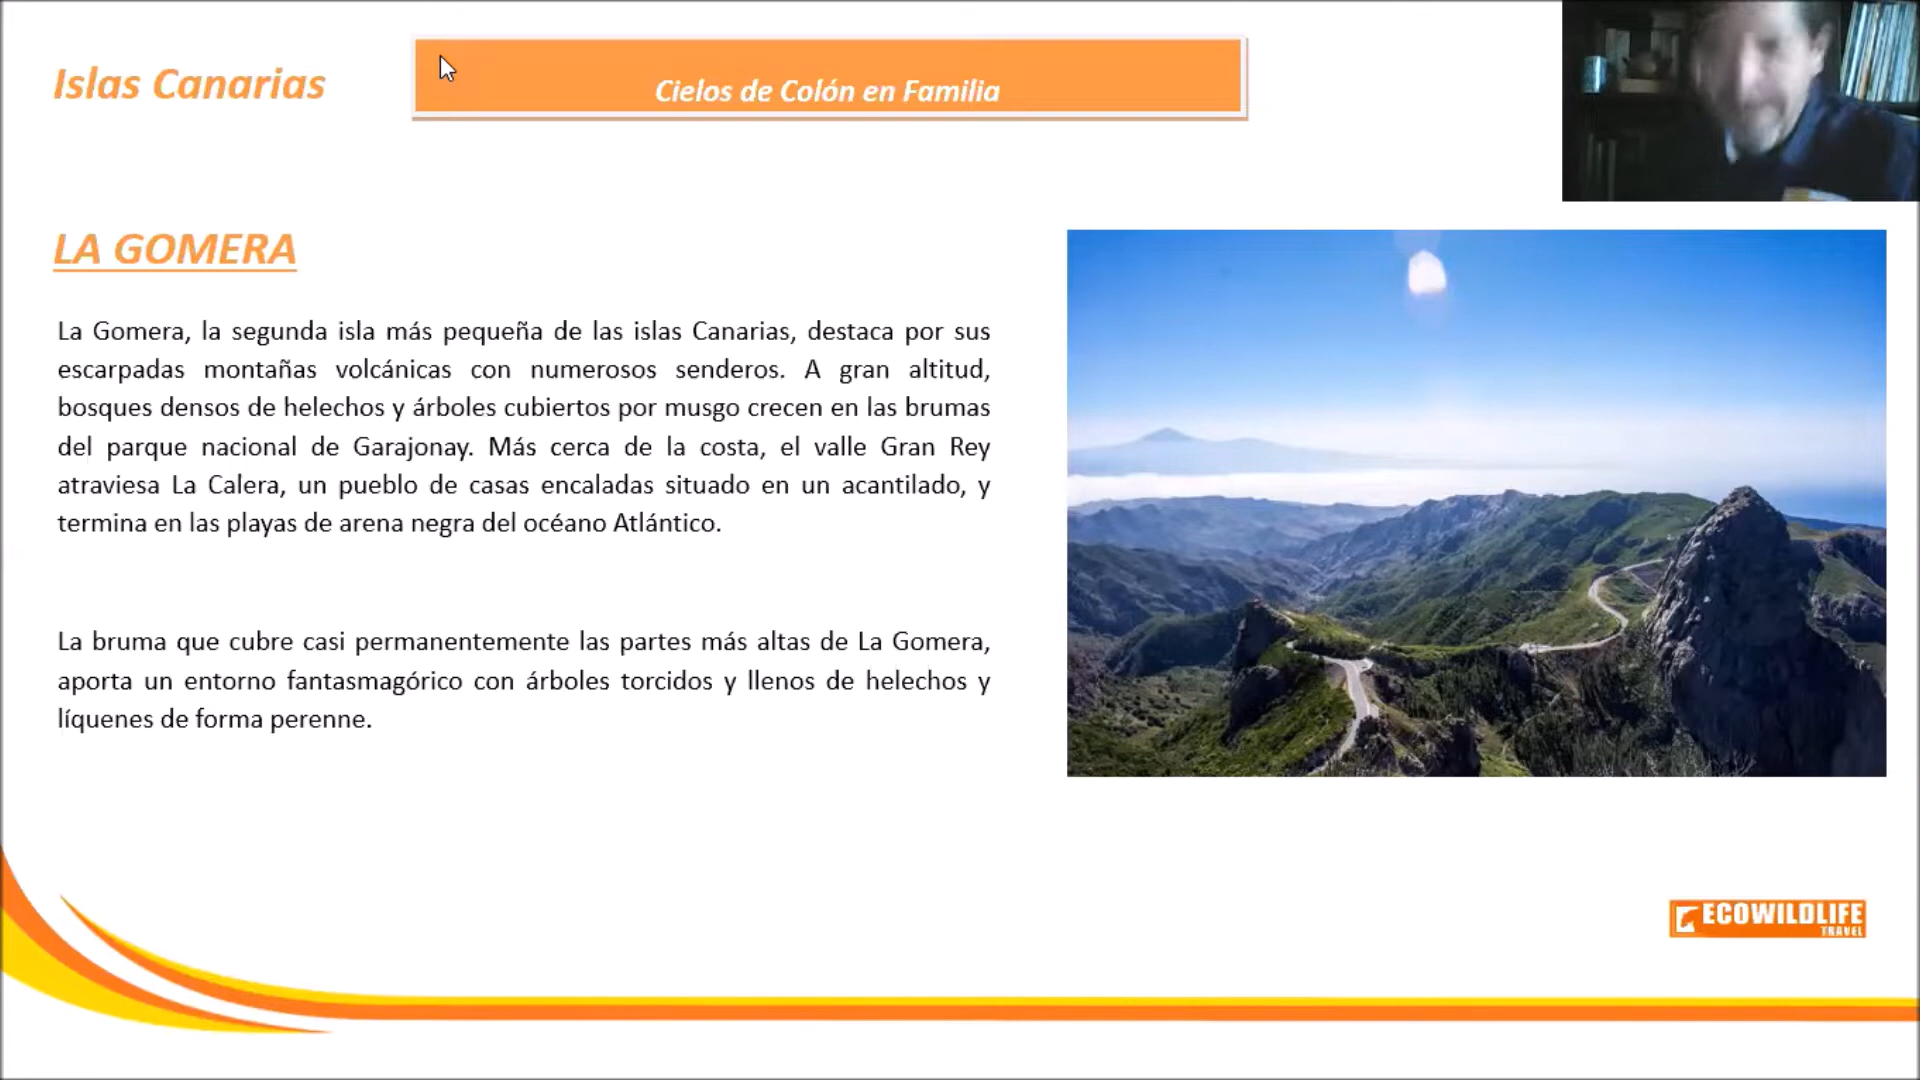 Islas Canarias
Cielos de Colón en Familia
LA GOMERA
La Gomera, la segunda isla más pequeña de las islas Canarias, destaca por sus
escarpadas montañas volcánicas con numerosos senderos. A gran altitud,
bosques densos de helechos y árboles cubiertos por musgo crecen en las brumas
del parque nacional de Garajonay. Más cerca de la costa, el valle Gran Rey
atraviesa La Calera, un pueblo de casas encaladas situado en un acantilado, y
termina en las playas de arena negra del océano Atlántico.
La bruma que cubre casi permanentemente las partes más altas de La Gomera,
aporta un entorno fantasmagórico con árboles torcidos y llenos de helechos y
líquenes de forma perenne.
ECOWILDLIFE
TRAVEL